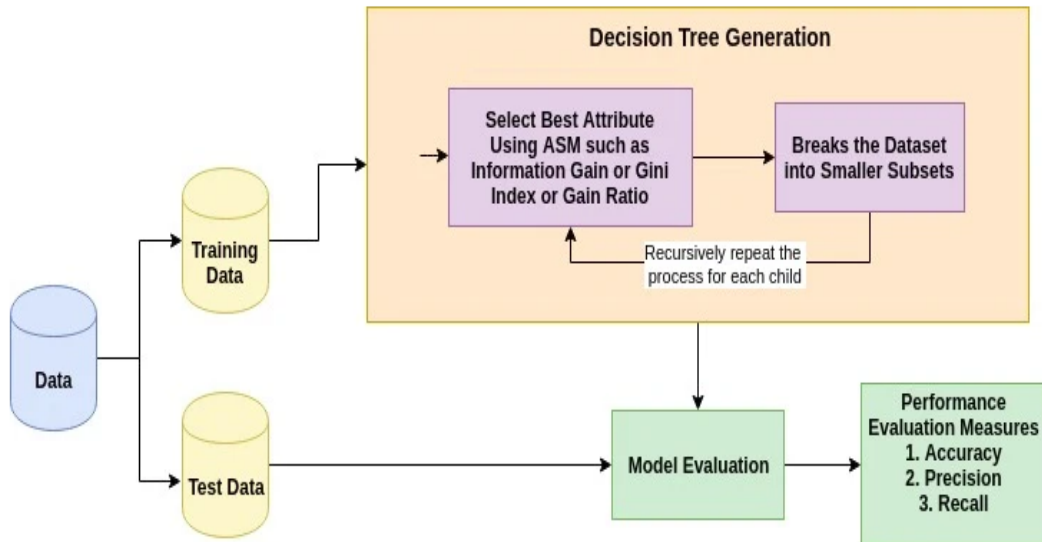 Decision Tree Generation
Select Best Attribute
Using ASM such as
Information Gain or Gini
Index or Gain Ratio
Breaks the Dataset
into Smaller Subsets
Recursively repeat the
process for each child
Training
Data
Data
Test Data
Model Evaluation
Performance
Evaluation Measures
1. Accuracy
2. Precision
3. Recall